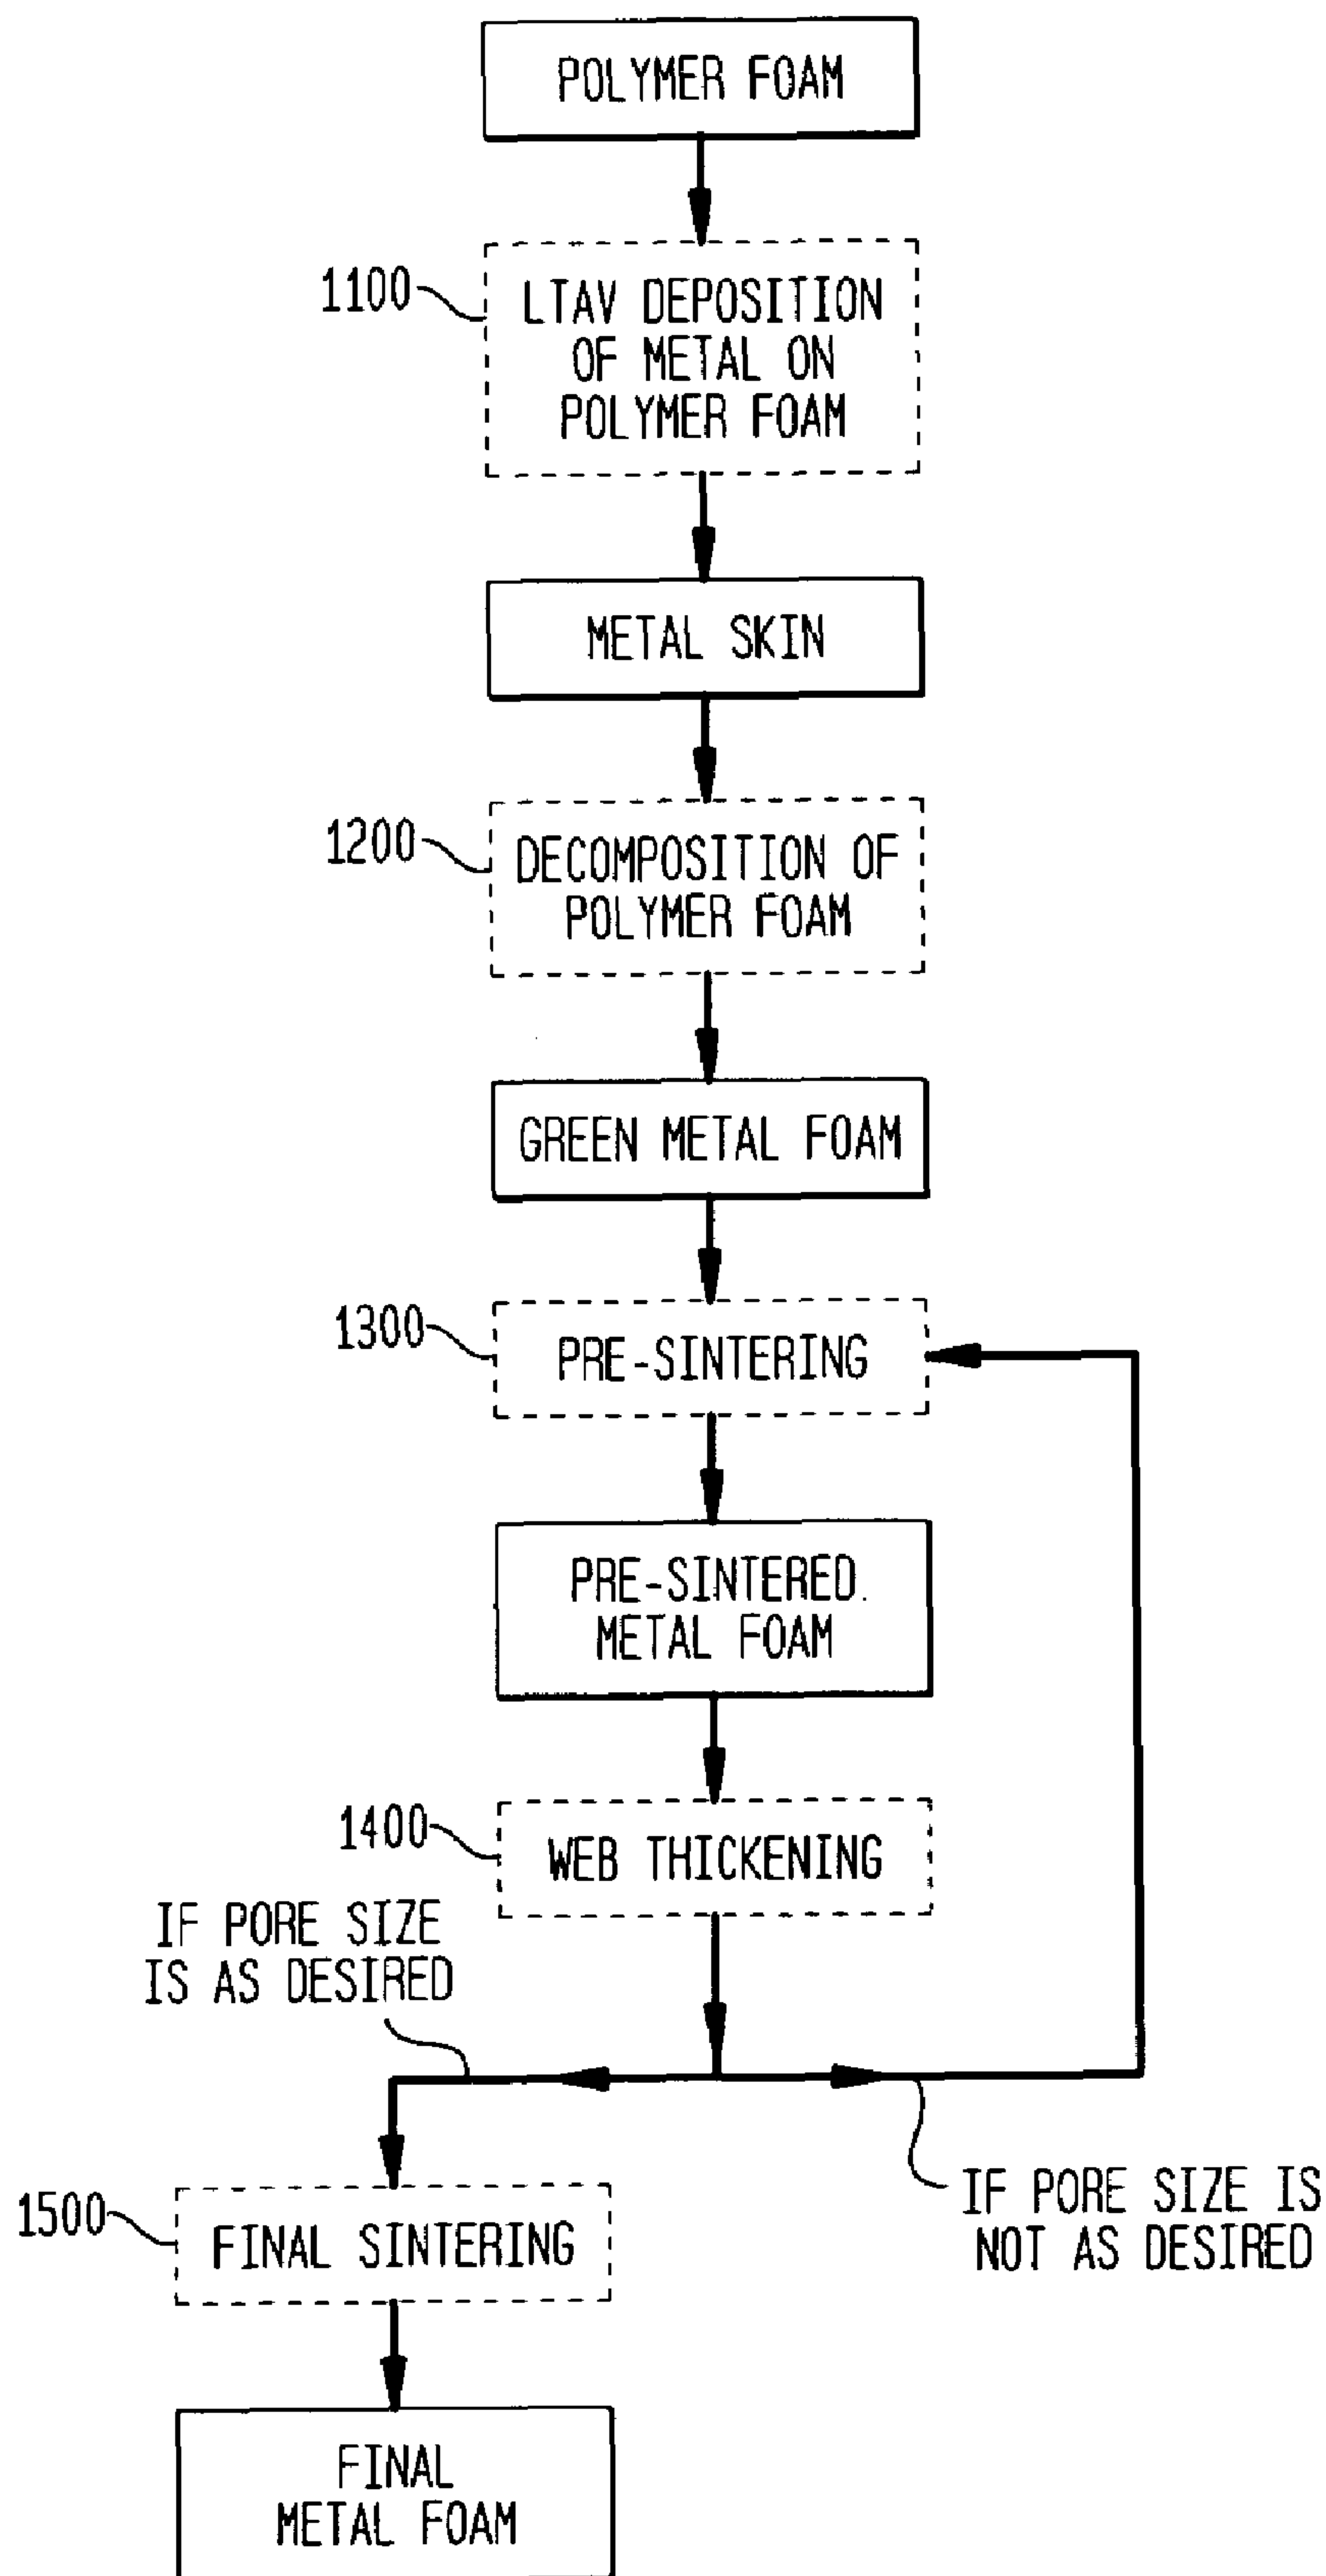 POLYMER FOAM
1100
LTAV DEPOSITION
OF METAL ON
POLYMER FOAM
METAL SKIN
1200
DECOMPOSITION OF
POLYMER FOAM
GREEN METAL FOAM
1300
PRE-SINTERING
PRE-SINTERED
METAL FOAM
1400
WEB THICKENING
IF PORE SIZE
IS AS DESIRED
IF PORE SIZE IS
NOT AS DESIRED
1500
FINAL SINTERING
FINAL
METAL FOAM